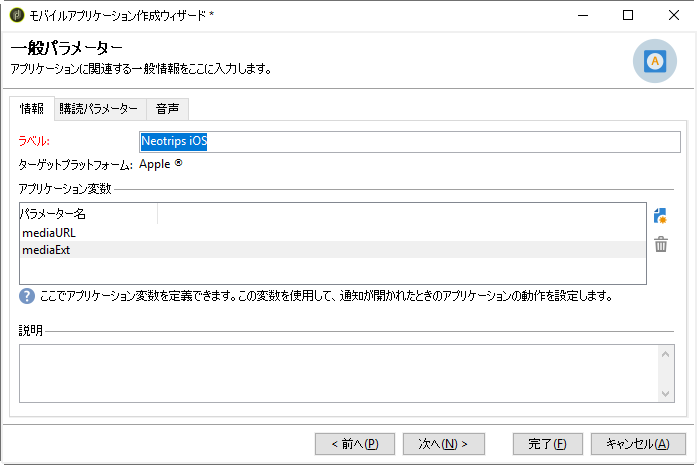 モバイルアプリケーション作成ウィザード *
一般パラメーター
アプリケーションに関連する一般情報をここに入力します。
情報 購読パラメーター 音声
ラベル: Neotrips iOS
ターゲットプラットフォーム: Apple ®
アプリケーション変数
パラメーター名
mediaURL
mediaExt
? ここでアプリケーション変数を定義できます。この変数を使用して、通知が開かれたときのアプリケーションの動作を設定します。
説明
< 前へ(P) 次へ(N) > 完了(F) キャンセル(A)